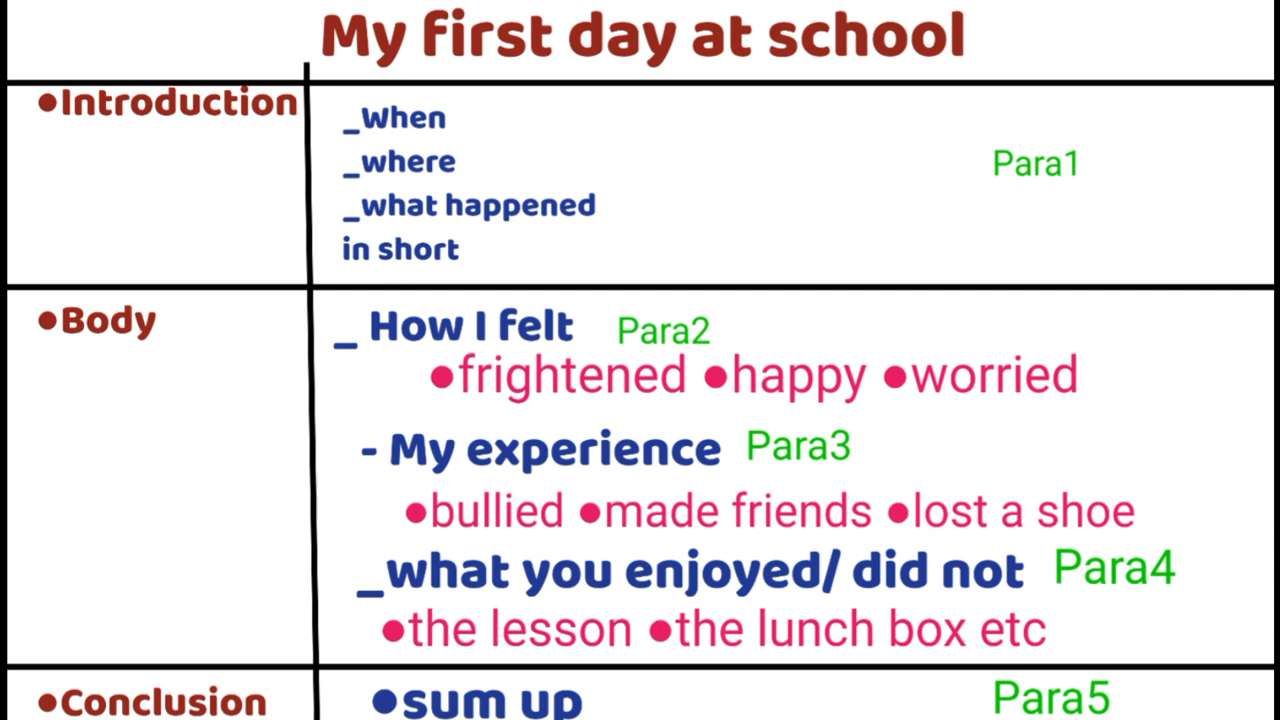 My first day at school
●Introduction
_When
_where
_what happened
in short
Para1
●Body
_ How I felt Para2
●frightened ●happy ●worried
- My experience Para3
●bullied ●made friends ●lost a shoe
_what you enjoyed/ did not Para4
●the lesson ●the lunch box etc
●Conclusion
●sum up Para5